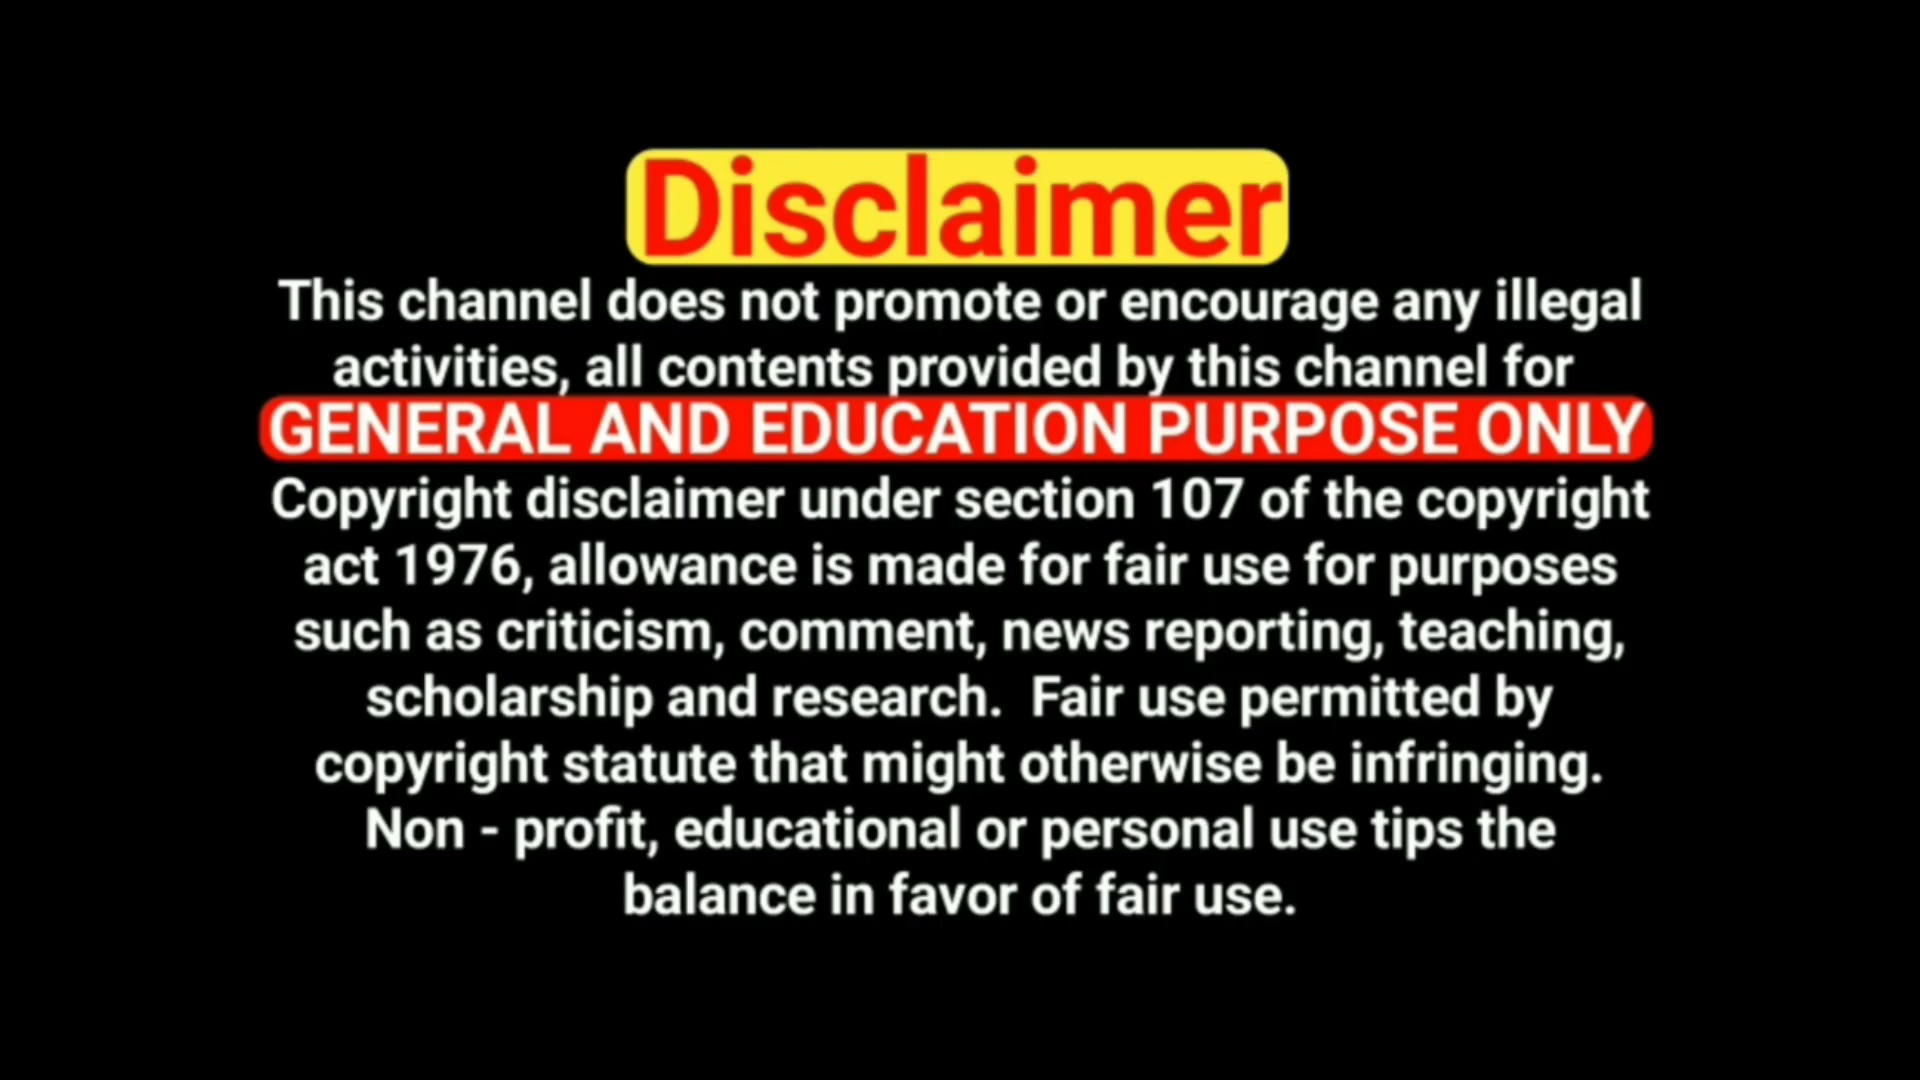 Disclaimer
This channel does not promote or encourage any illegal
activities, all contents provided by this channel for
GENERAL AND EDUCATION PURPOSE ONLY
Copyright disclaimer under section 107 of the copyright
act 1976, allowance is made for fair use for purposes
such as criticism, comment, news reporting, teaching,
scholarship and research.  Fair use permitted by
copyright statute that might otherwise be infringing.
Non - profit, educational or personal use tips the
balance in favor of fair use.